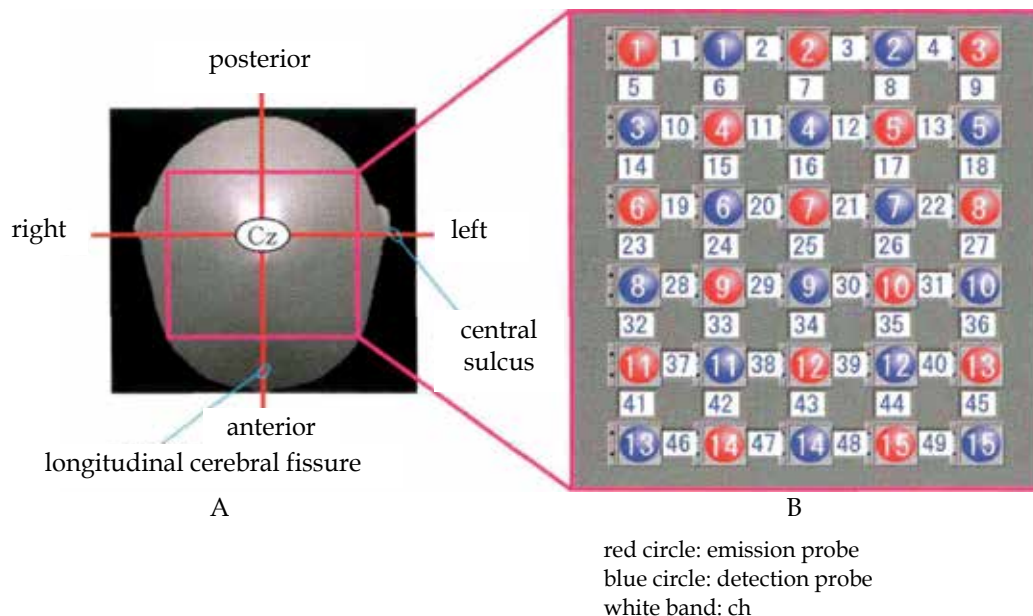 posterior
right
Cz
left
central
sulcus
anterior
longitudinal cerebral fissure
A
1 1 1 2 2 3 2 4 3
5 6 7 8 9
3 10 4 11 4 12 5 13 5
14 15 16 17 18
6 19 6 20 7 21 7 22 8
23 24 25 26 27
8 28 9 29 9 30 10 31 10
32 33 34 35 36
11 37 11 38 12 39 12 40 13
41 42 43 44 45
13 46 14 47 14 48 15 49 15
B
red circle: emission probe
blue circle: detection probe
white band: ch